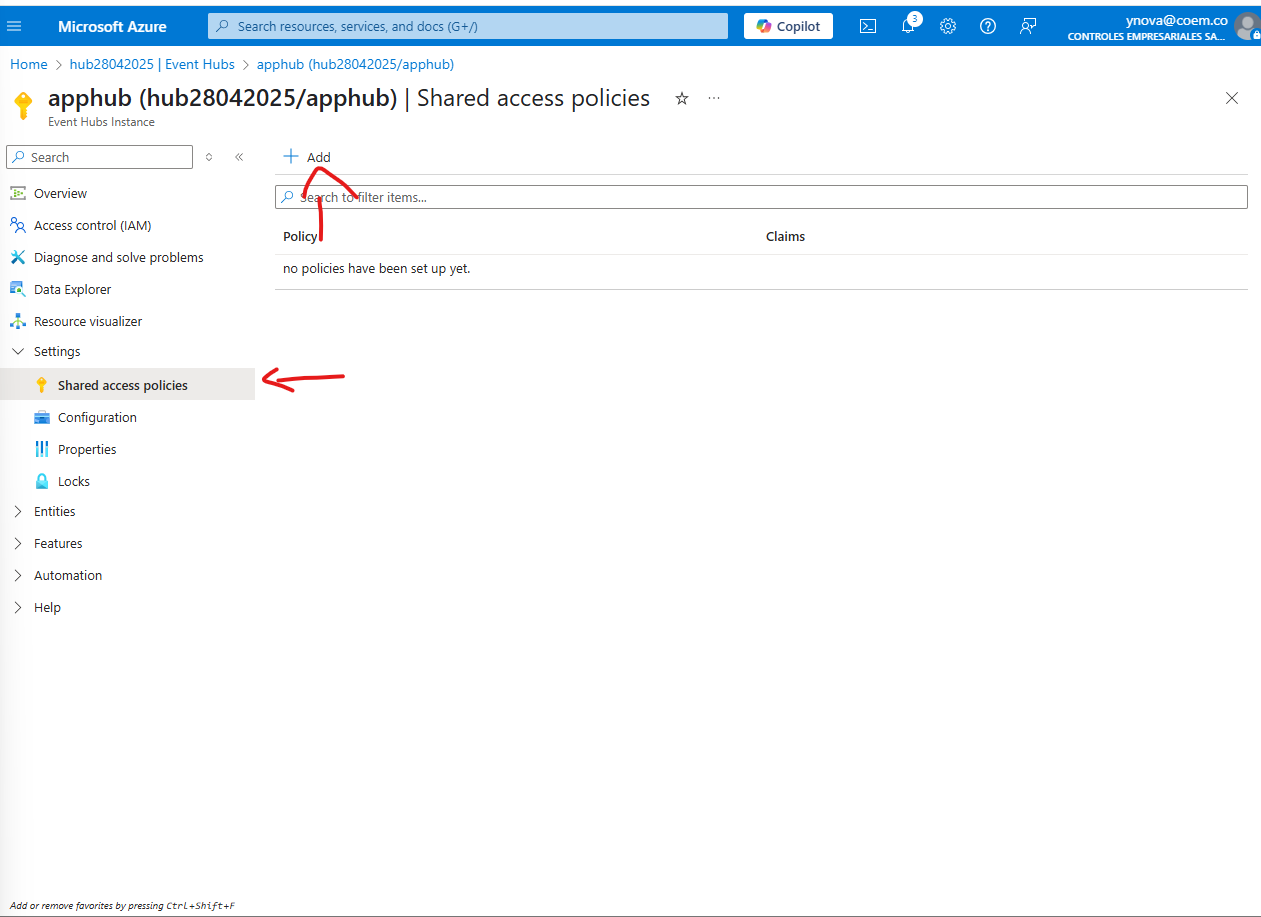 Microsoft Azure
Search resources, services, and docs (G+/)
Copilot
3
ynova@coem.co
CONTROLES EMPRESARIALES SA...
Home > hub28042025 | Event Hubs > apphub (hub28042025/apphub)
apphub (hub28042025/apphub) | Shared access policies
Event Hubs Instance
Search
Add
Search to filter items...
Policy
Claims
no policies have been set up yet.
Overview
Access control (IAM)
Diagnose and solve problems
Data Explorer
Resource visualizer
Settings
Shared access policies
Configuration
Properties
Locks
Entities
Features
Automation
Help
Add or remove favorites by pressing Ctrl+Shift+F